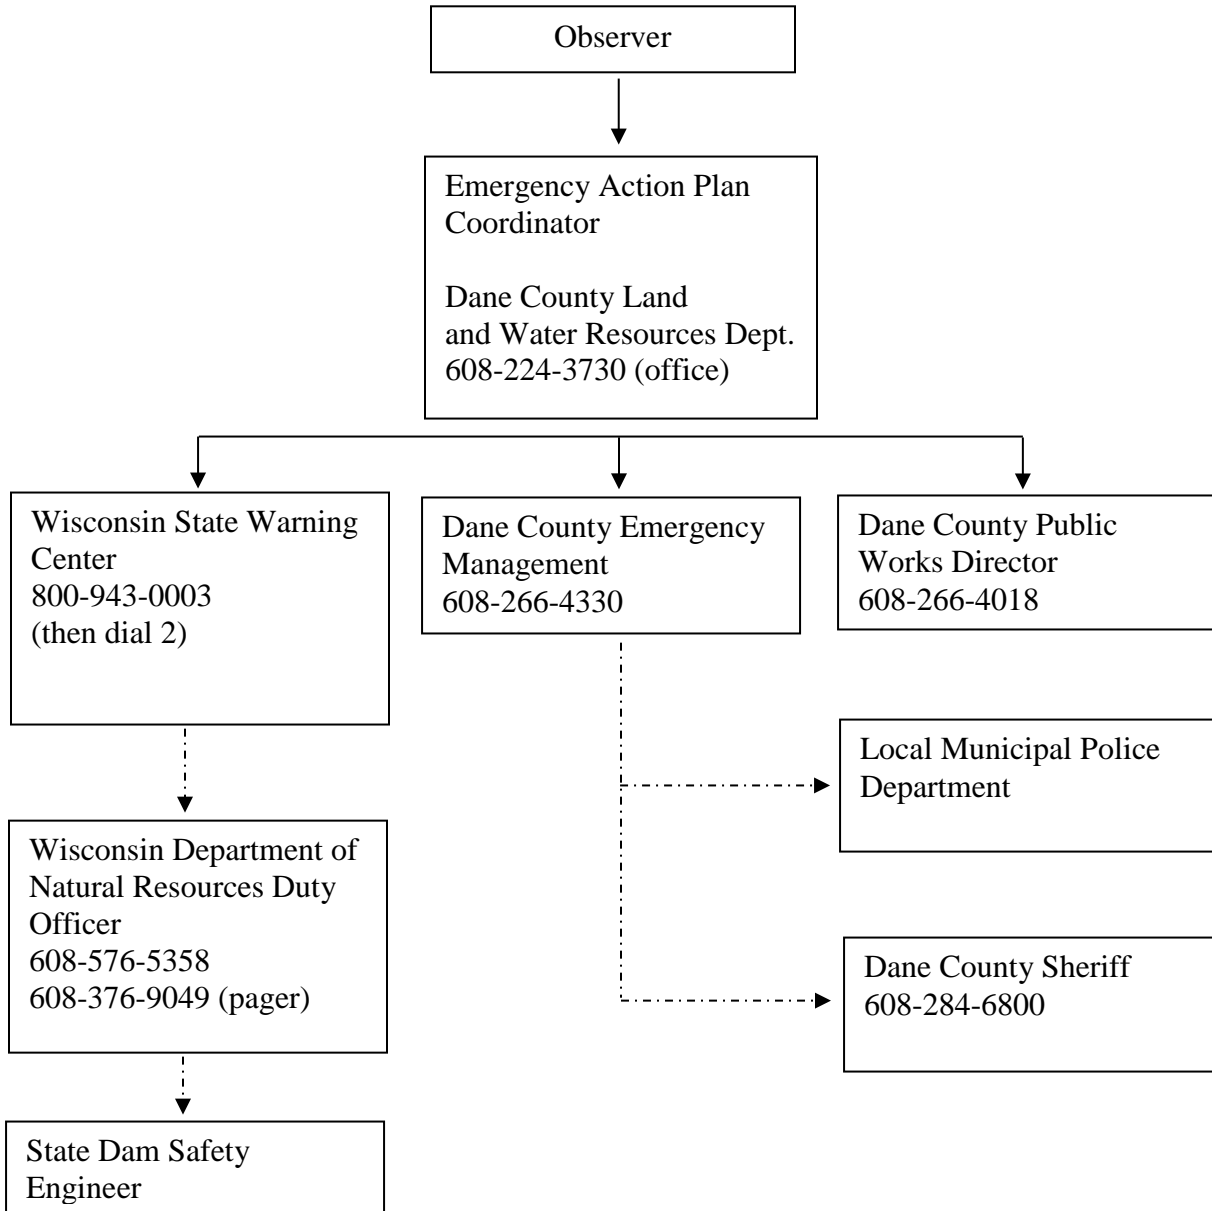 Observer
Emergency Action Plan
Coordinator
Dane County Land
and Water Resources Dept.
608-224-3730 (office)
Wisconsin State Warning
Center
800-943-0003
(then dial 2)
Dane County Emergency
Management
608-266-4330
Dane County Public
Works Director
608-266-4018
Local Municipal Police
Department
Wisconsin Department of
Natural Resources Duty
Officer
608-576-5358
608-376-9049 (pager)
Dane County Sheriff
608-284-6800
State Dam Safety
Engineer